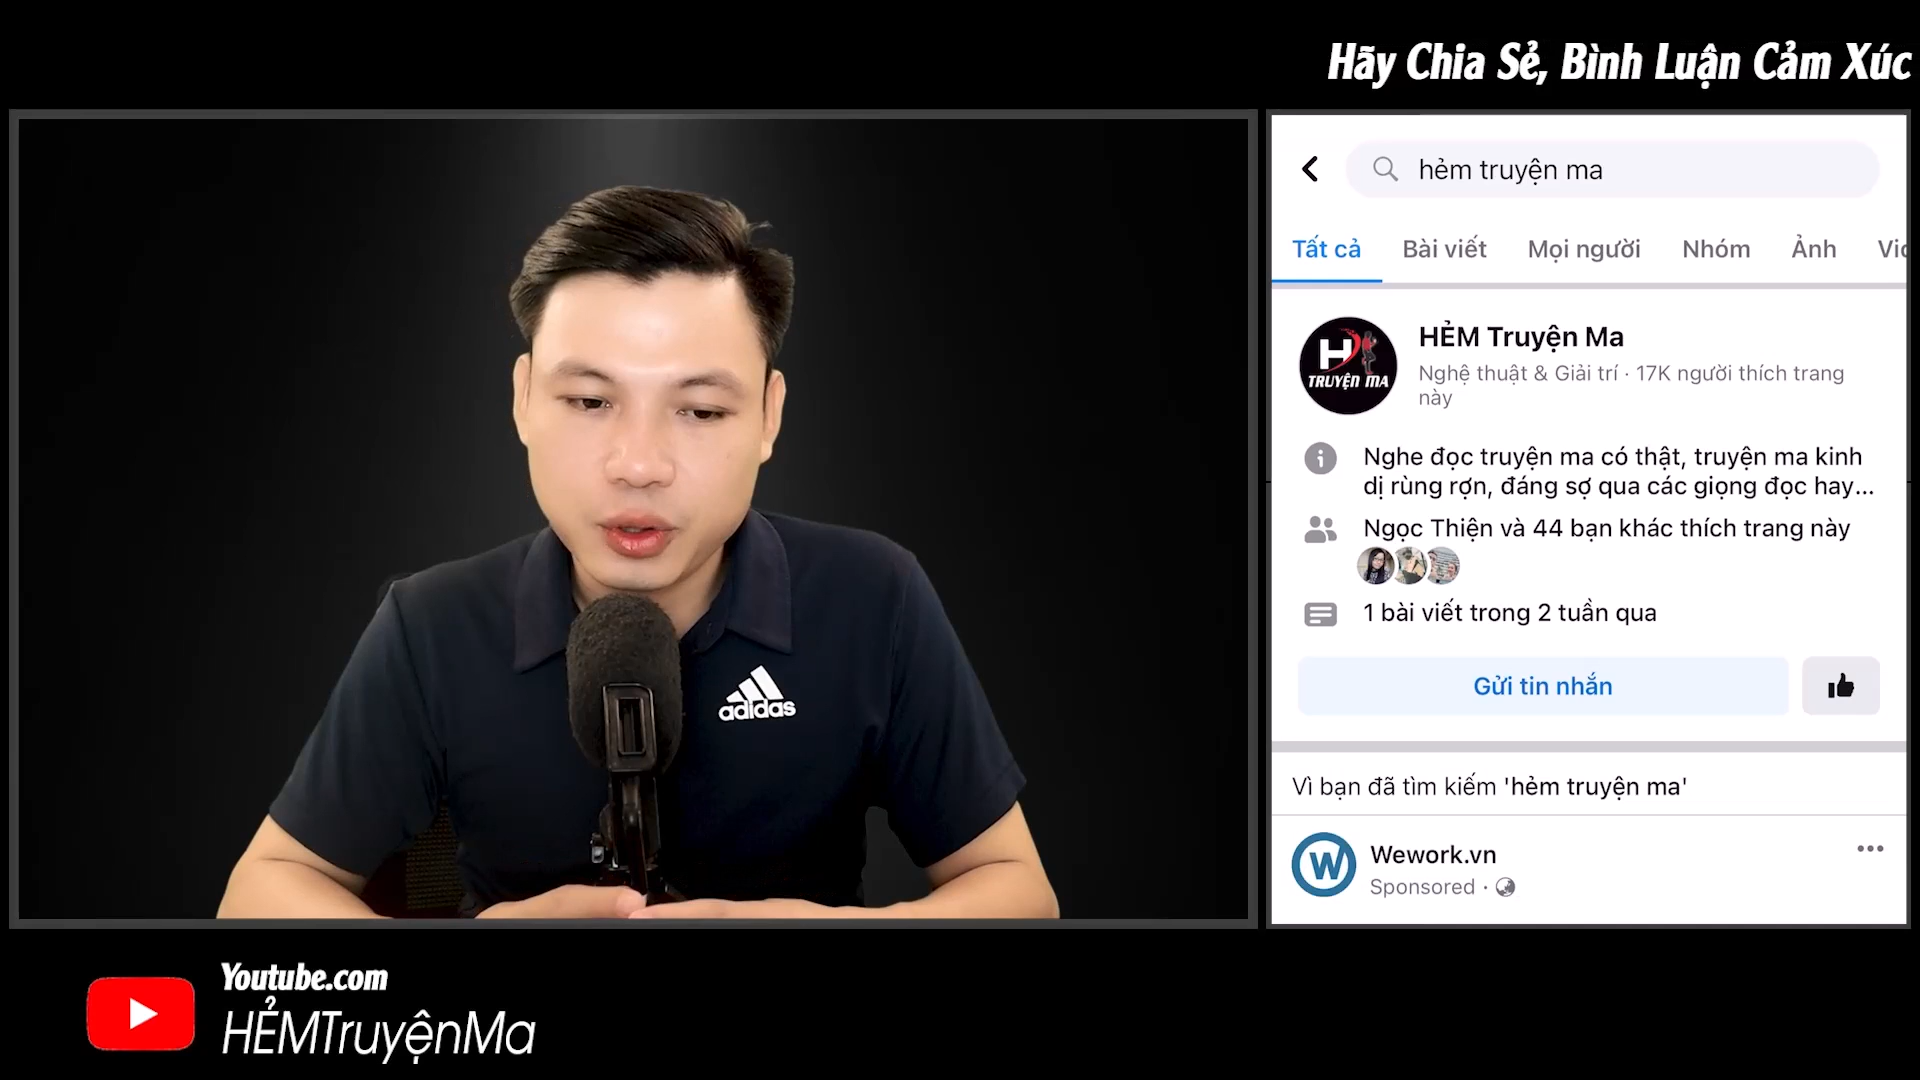 Hãy Chia Sẻ, Bình Luận Cảm Xúc
hẻm truyện ma
Tất cả
Bài viết
Mọi người
Nhóm
Ảnh
H
TRUYỆN MA
HẺM Truyện Ma
Nghệ thuật & Giải trí · 17K người thích trang
này
Nghe đọc truyện ma có thật, truyện ma kinh
dị rùng rợn, đáng sợ qua các giọng đọc hay...
Ngọc Thiện và 44 bạn khác thích trang này
1 bài viết trong 2 tuần qua
Gửi tin nhắn
Vì bạn đã tìm kiếm 'hẻm truyện ma'
W
Wework.vn
Sponsored ·
adidas
Youtube.com
HẺMTruyệnMa